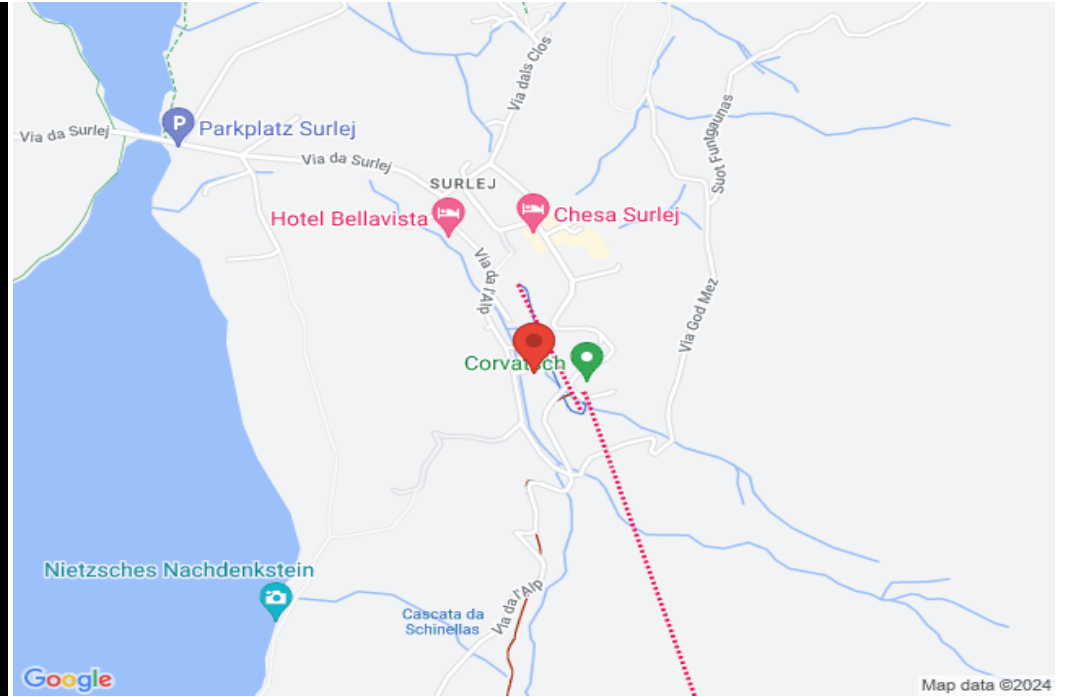 Via dals Clos
P
Parkplatz Surlej
Via da Surlej
Via da Surlej
Suot Funtgaunas
SURLEJ
Hotel Bellavista
Chesa Surlej
Via da l'Alp
Via God Mez
Corvatsch
Nietzsches Nachdenkstein
Via da l'Alp
Cascata da
Schinellas
Google
Map data ©2024